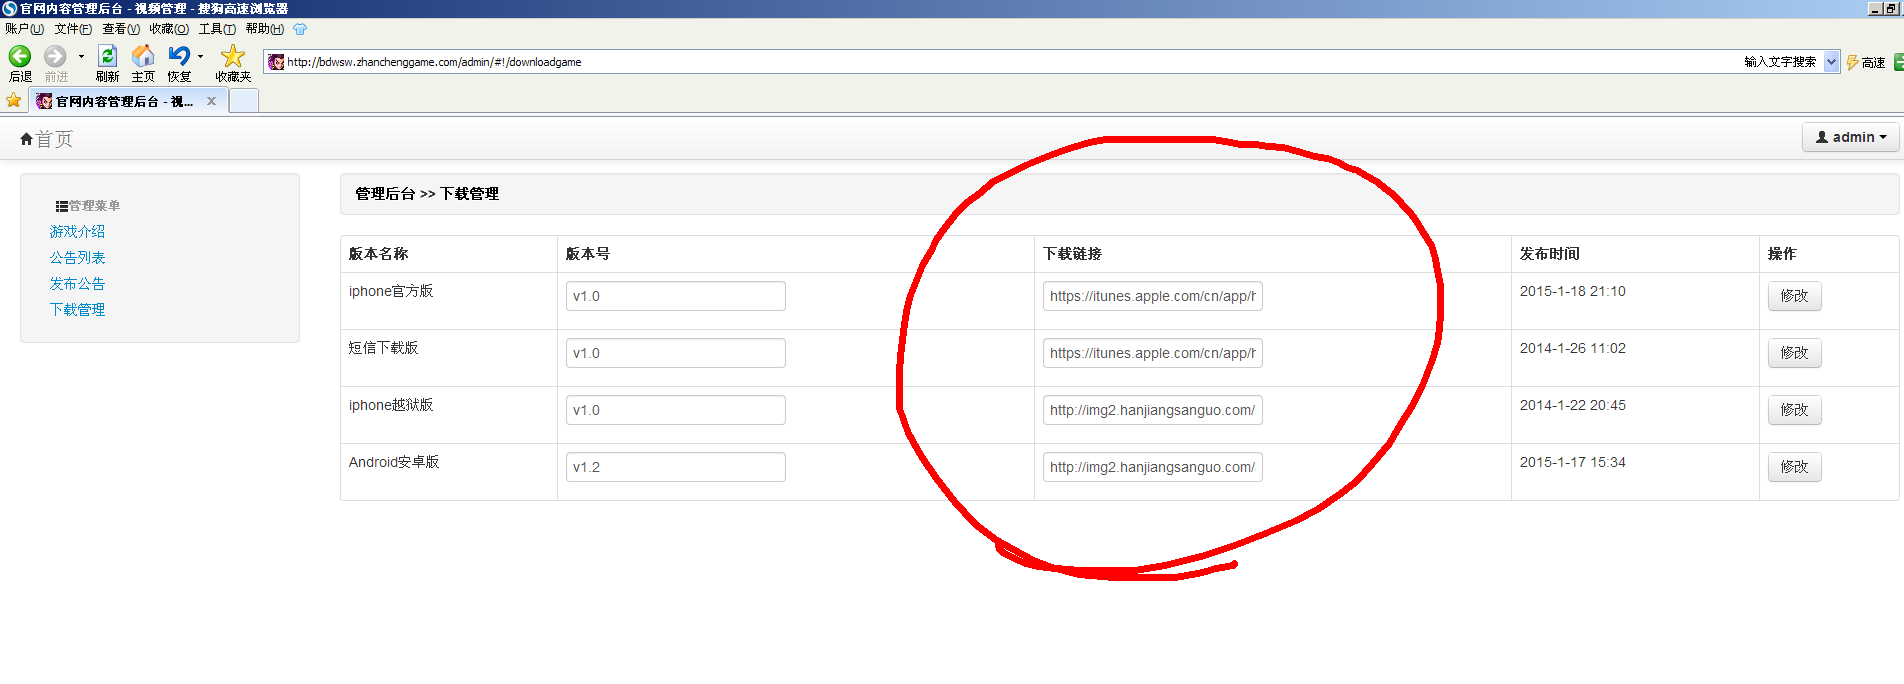 官网内容管理后台 - 视频管理 - 搜狗高速浏览器
账户(U) 文件(F) 查看(V) 收藏(O) 工具(T) 帮助(H)
后退 前进 刷新 主页 恢复 收藏夹 http://bdwsw.zhanchenggame.com/admin/#!/downloadgame 输入文字搜索 高速
官网内容管理后台 - 视... x
首页 admin
管理菜单
游戏介绍
公告列表
发布公告
下载管理
管理后台 >> 下载管理
版本名称 版本号 下载链接 发布时间 操作
iphone官方版 v1.0 https://itunes.apple.com/cn/app/h 2015-1-18 21:10 修改
短信下载版 v1.0 https://itunes.apple.com/cn/app/h 2014-1-26 11:02 修改
iphone越狱版 v1.0 http://img2.hanjiangsanguo.com/ 2014-1-22 20:45 修改
Android安卓版 v1.2 http://img2.hanjiangsanguo.com/ 2015-1-17 15:34 修改